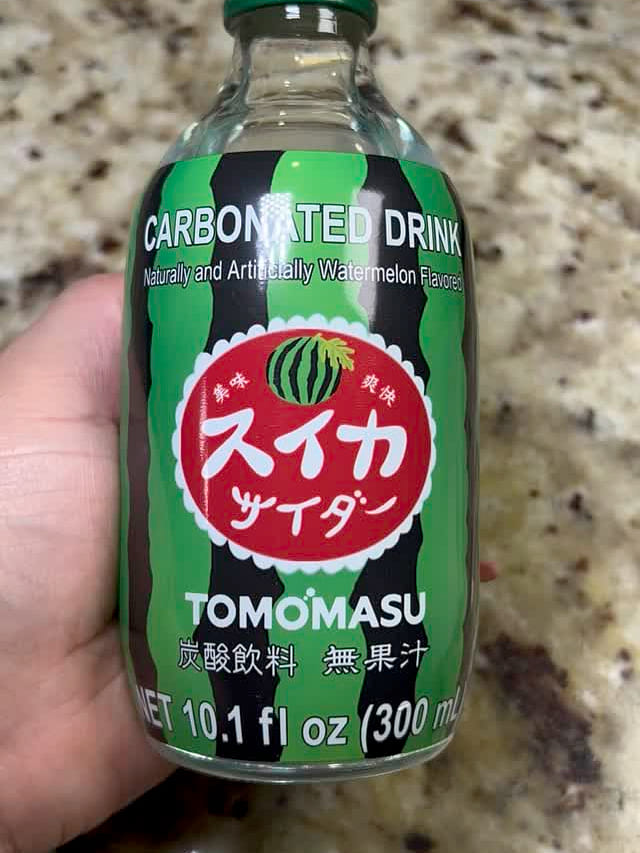 CARBONATED DRINK
Naturally and Artificially Watermelon Flavored
美味 爽快
スイカ
サイダー
TOMOMASU
炭酸飲料 無果汁
NET 10.1 fl oz (300 mL